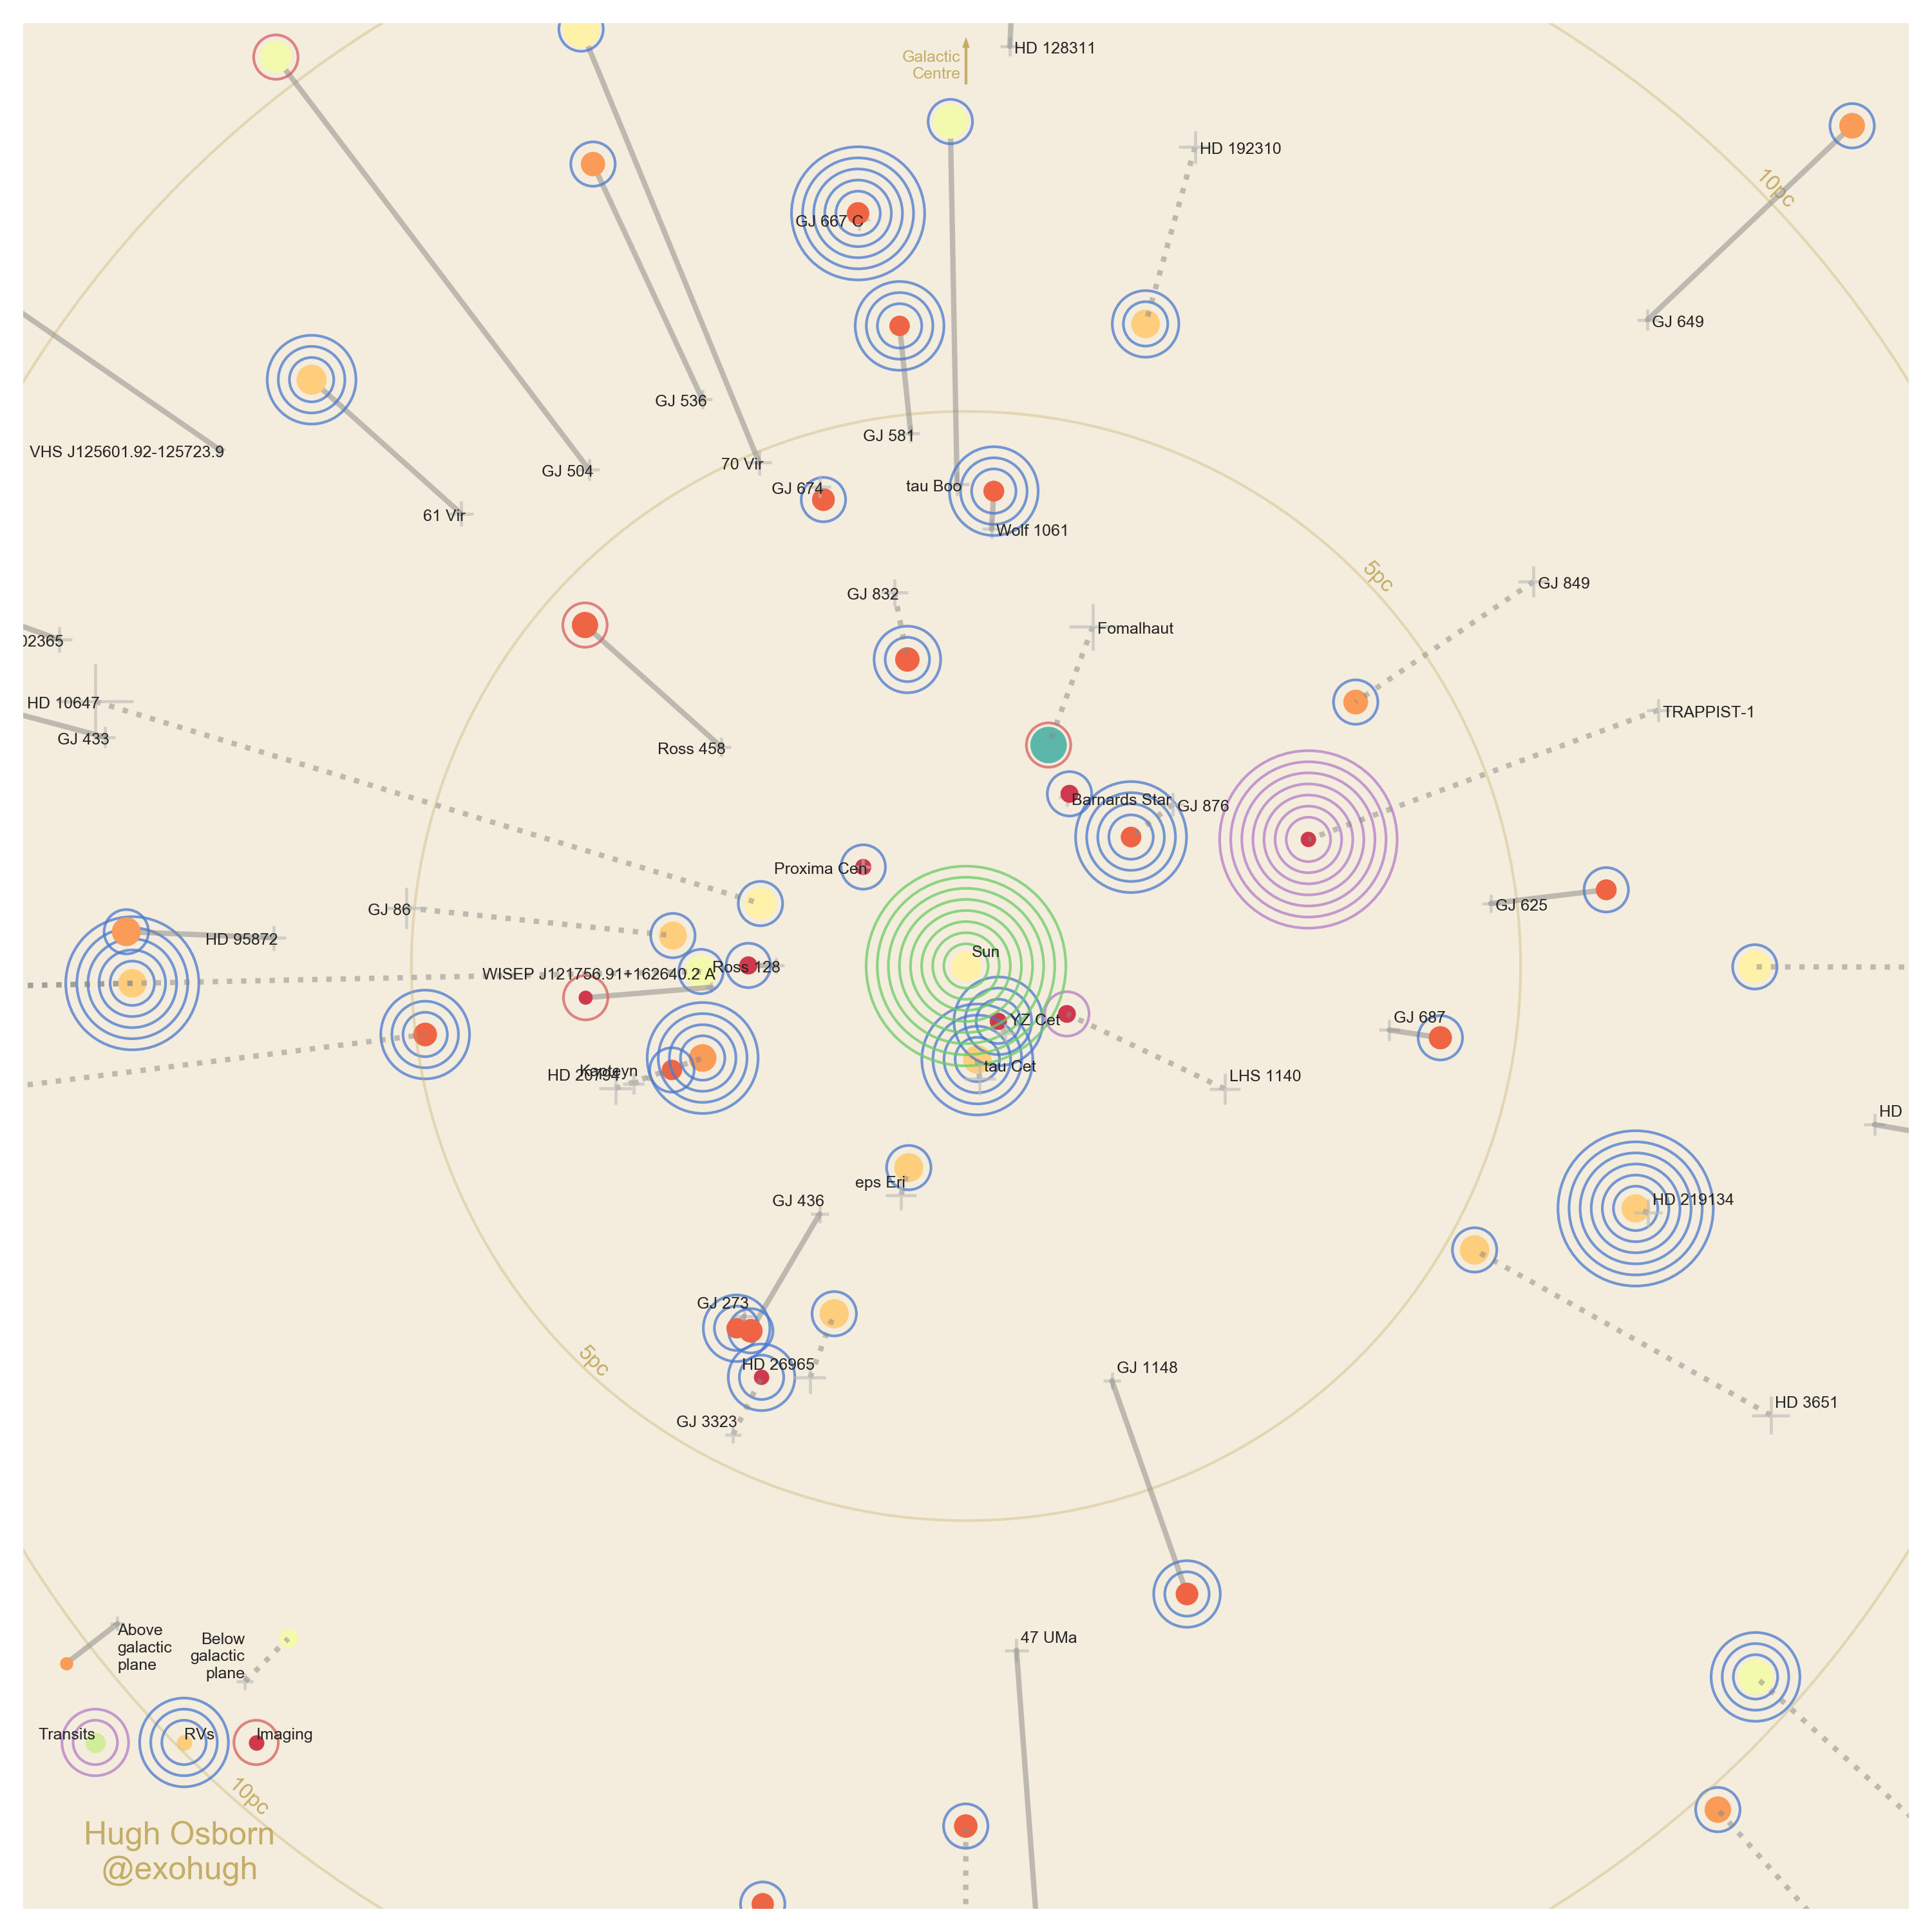 HD 128311
Galactic
Centre
HD 192310
10pc
GJ 667 C
GJ 649
GJ 536
GJ 581
VHS J125601.92-125723.9
GJ 504
70 Vir
tau Boo
GJ 674
61 Vir
Wolf 1061
5pc
GJ 849
GJ 832
Fomalhaut
02365
HD 10647
TRAPPIST-1
GJ 433
Ross 458
Barnards Star
GJ 876
Proxima Cen
GJ 86
GJ 625
HD 95872
Sun
WISEP J121756.91+162640.2 A
Ross 128
GJ 687
YZ Cet
tau Cet
Kapteyn
HD 20794
LHS 1140
HD
eps Eri
GJ 436
HD 219134
GJ 273
5pc
HD 26965
GJ 1148
HD 3651
GJ 3323
47 UMa
Above
galactic
plane
Below
galactic
plane
Transits
RVs
Imaging
10pc
Hugh Osborn
@exohugh